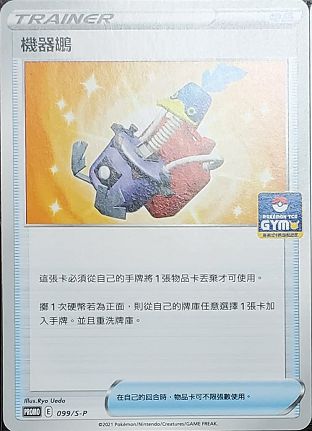 TRAINER
物品
機器鵰
POKÉMON TCG
GYM
這張卡必須從自己的手牌將1張物品卡丟棄才可使用。
擲1次硬幣若為正面，則從自己的牌庫任意選擇1張卡加
入手牌。並且重洗牌庫。
Illus.Ryo Ueda
PROMO E 099/S-P
在自己的回合時，物品卡可不限張數使用。
©2021 Pokémon/Nintendo/Creatures/GAME FREAK.